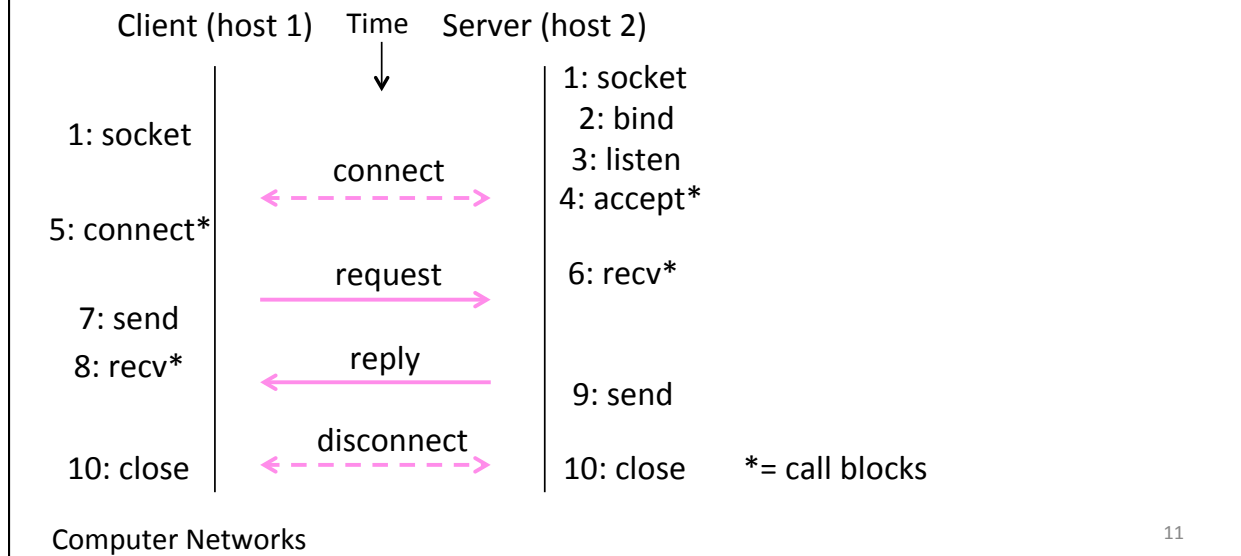 Client (host 1) Time Server (host 2)
1: socket
1: socket
2: bind
3: listen
connect
4: accept*
5: connect*
request
6: recv*
7: send
8: recv*
reply
9: send
disconnect
10: close
10: close
*= call blocks
Computer Networks
11